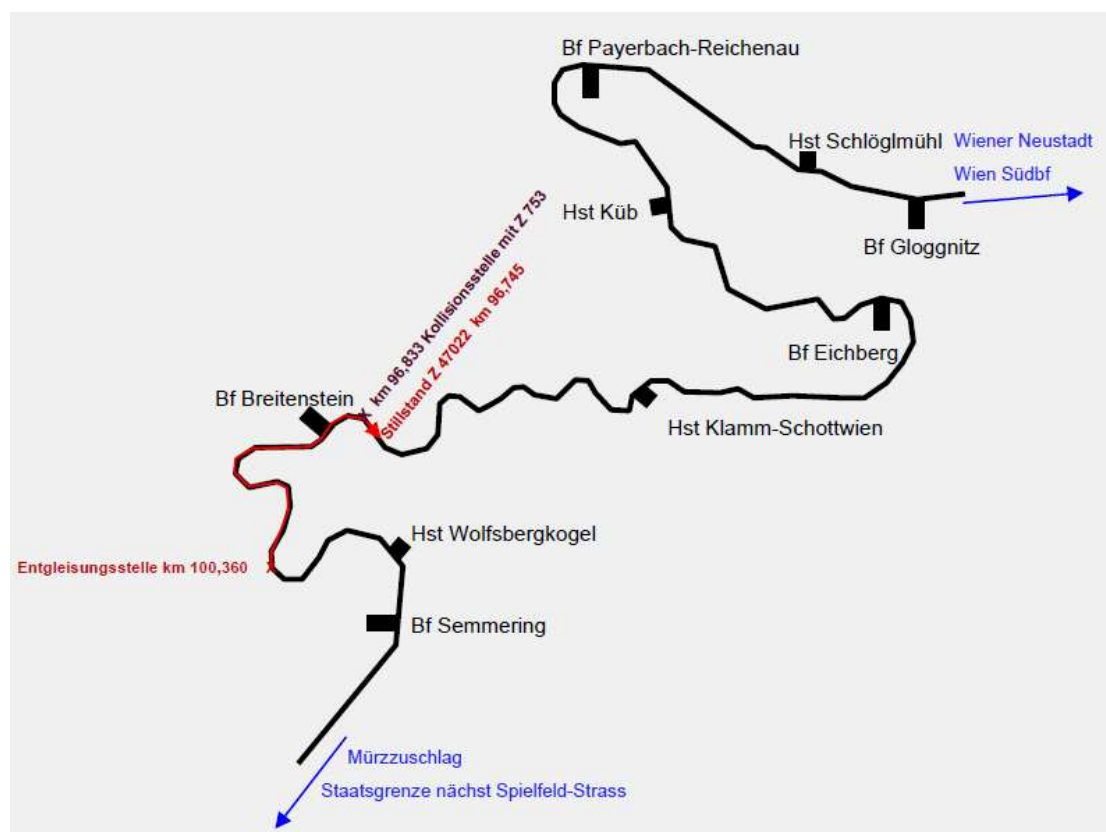 Bf Payerbach-Reichenau
Hst Schlöglmühl
Wiener Neustadt
Wien Südbf
Hst Küb
Bf Gloggnitz
X km 96,833 Kollisionsstelle mit Z 753
Stillstand Z 47022 km 96,745
Bf Eichberg
Bf Breitenstein
Hst Klamm-Schottwien
Hst Wolfsbergkogel
Entgleisungsstelle km 100,360 X
Bf Semmering
Mürzzuschlag
Staatsgrenze nächst Spielfeld-Strass